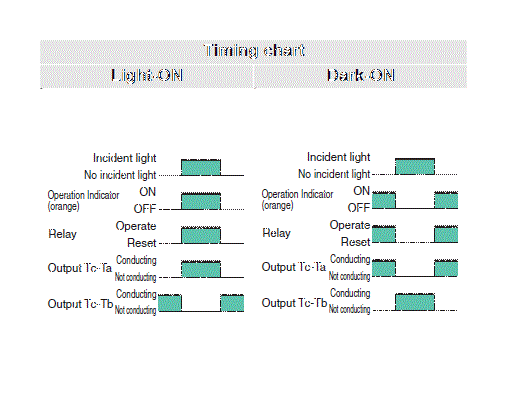 Timing chart
Light-ON
Dark-ON
Incident light
No incident light
Operation Indicator
(orange)
ON
OFF
Relay
Operate
Reset
Output Tc-Ta
Conducting
Not conducting
Output Tc-Tb
Conducting
Not conducting
Incident light
No incident light
Operation Indicator
(orange)
ON
OFF
Relay
Operate
Reset
Output Tc-Ta
Conducting
Not conducting
Output Tc-Tb
Conducting
Not conducting